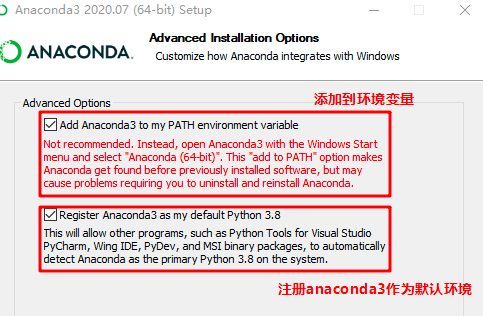 Anaconda3 2020.07 (64-bit) Setup
ANACONDA.
Advanced Installation Options
Customize how Anaconda integrates with Windows
Advanced Options
添加到环境变量
Add Anaconda3 to my PATH environment variable
Not recommended. Instead, open Anaconda3 with the Windows Start
menu and select "Anaconda (64-bit)". This "add to PATH" option makes
Anaconda get found before previously installed software, but may
cause problems requiring you to uninstall and reinstall Anaconda.
Register Anaconda3 as my default Python 3.8
This will allow other programs, such as Python Tools for Visual Studio
PyCharm, Wing IDE, PyDev, and MSI binary packages, to automatically
detect Anaconda as the primary Python 3.8 on the system.
注册anaconda3作为默认环境